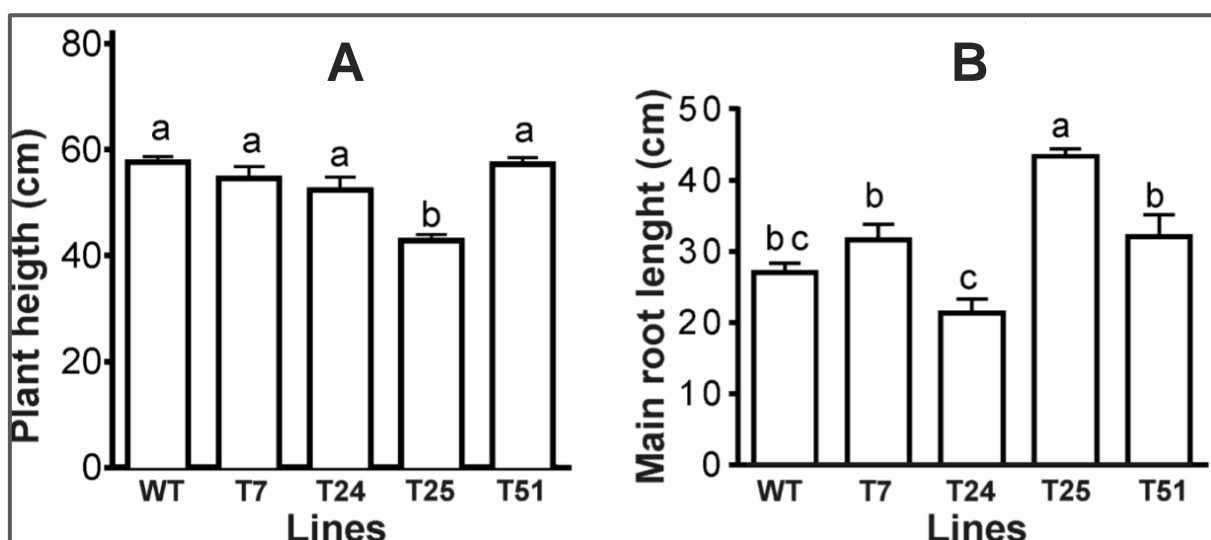 A
Plant heigth (cm)
80
60
40
20
0
a
a
a
b
a
WT T7 T24 T25 T51
Lines
B
Main root lenght (cm)
50
40
30
20
10
0
b c
b
c
a
b
WT T7 T24 T25 T51
Lines